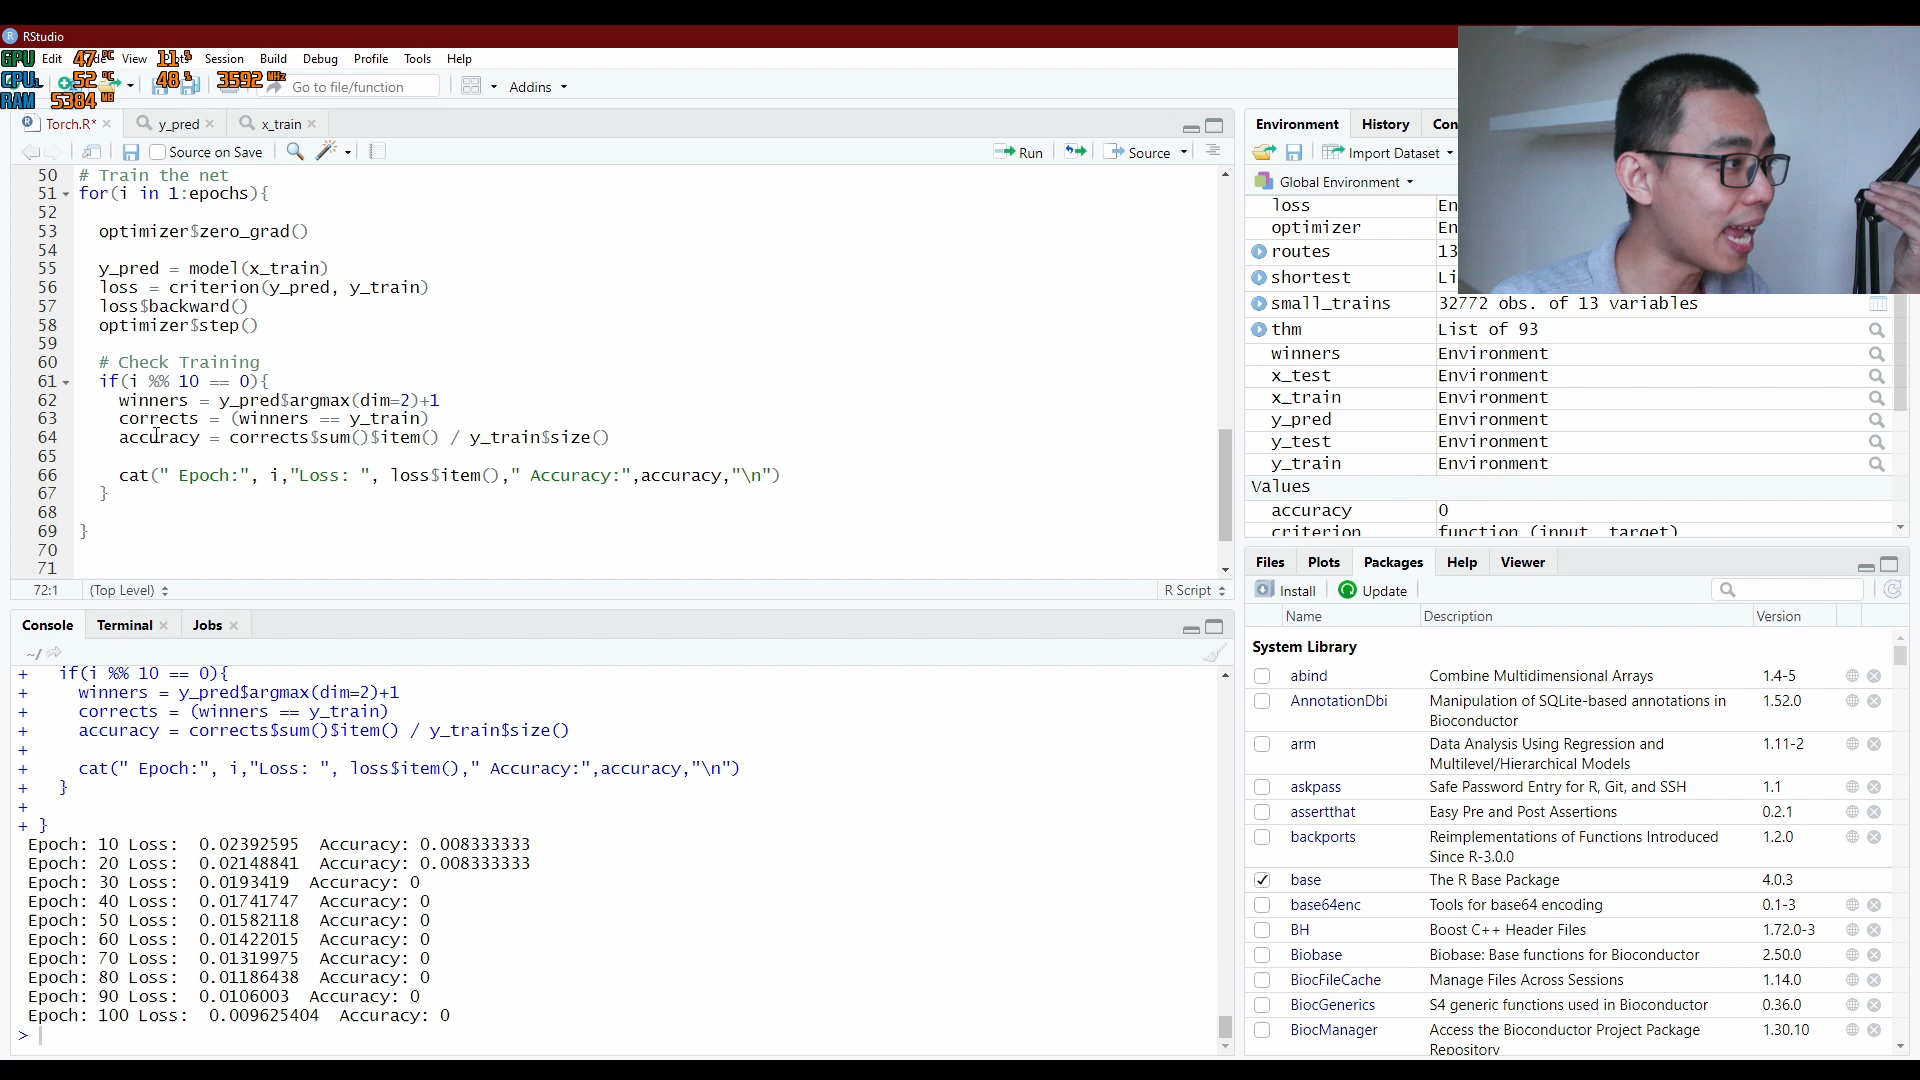 RStudio
GPU 47°C 11%
CPU 52°C 48% 3592 MHz
RAM 5384 MB
Edit View Session Build Debug Profile Tools Help
Go to file/function Addins
Torch.R* y_pred x_train
Source on Save Run Source
50 # Train the net
51 for(i in 1:epochs){
52
53 optimizer$zero_grad()
54
55 y_pred = model(x_train)
56 loss = criterion(y_pred, y_train)
57 loss$backward()
58 optimizer$step()
59
60 # Check Training
61 if(i %% 10 == 0){
62 winners = y_pred$argmax(dim=2)+1
63 corrects = (winners == y_train)
64 accuracy = corrects$sum()$item() / y_train$size()
65
66 cat(" Epoch:", i,"Loss: ", loss$item()," Accuracy:",accuracy,"\n")
67 }
68
69 }
70
71
72:1 (Top Level) R Script
Console Terminal Jobs
~/
+ if(i %% 10 == 0){
+ winners = y_pred$argmax(dim=2)+1
+ corrects = (winners == y_train)
+ accuracy = corrects$sum()$item() / y_train$size()
+
+ cat(" Epoch:", i,"Loss: ", loss$item()," Accuracy:",accuracy,"\n")
+ }
+
+ }
Epoch: 10 Loss: 0.02392595 Accuracy: 0.008333333
Epoch: 20 Loss: 0.02148841 Accuracy: 0.008333333
Epoch: 30 Loss: 0.0193419 Accuracy: 0
Epoch: 40 Loss: 0.01741747 Accuracy: 0
Epoch: 50 Loss: 0.01582118 Accuracy: 0
Epoch: 60 Loss: 0.01422015 Accuracy: 0
Epoch: 70 Loss: 0.01319975 Accuracy: 0
Epoch: 80 Loss: 0.01186438 Accuracy: 0
Epoch: 90 Loss: 0.0106003 Accuracy: 0
Epoch: 100 Loss: 0.009625404 Accuracy: 0
>
Environment History Con
Import Dataset
Global Environment
loss En
optimizer En
routes 13
shortest Li
small_trains 32772 obs. of 13 variables
thm List of 93
winners Environment
x_test Environment
x_train Environment
y_pred Environment
y_test Environment
y_train Environment
Values
accuracy 0
criterion function (input, target)
Files Plots Packages Help Viewer
Install Update
Name Description Version
System Library
abind Combine Multidimensional Arrays 1.4-5
AnnotationDbi Manipulation of SQLite-based annotations in 1.52.0
Bioconductor
arm Data Analysis Using Regression and 1.11-2
Multilevel/Hierarchical Models
askpass Safe Password Entry for R, Git, and SSH 1.1
assertthat Easy Pre and Post Assertions 0.2.1
backports Reimplementations of Functions Introduced 1.2.0
Since R-3.0.0
base The R Base Package 4.0.3
base64enc Tools for base64 encoding 0.1-3
BH Boost C++ Header Files 1.72.0-3
Biobase Biobase: Base functions for Bioconductor 2.50.0
BiocFileCache Manage Files Across Sessions 1.14.0
BiocGenerics S4 generic functions used in Bioconductor 0.36.0
BiocManager Access the Bioconductor Project Package 1.30.10
Repository